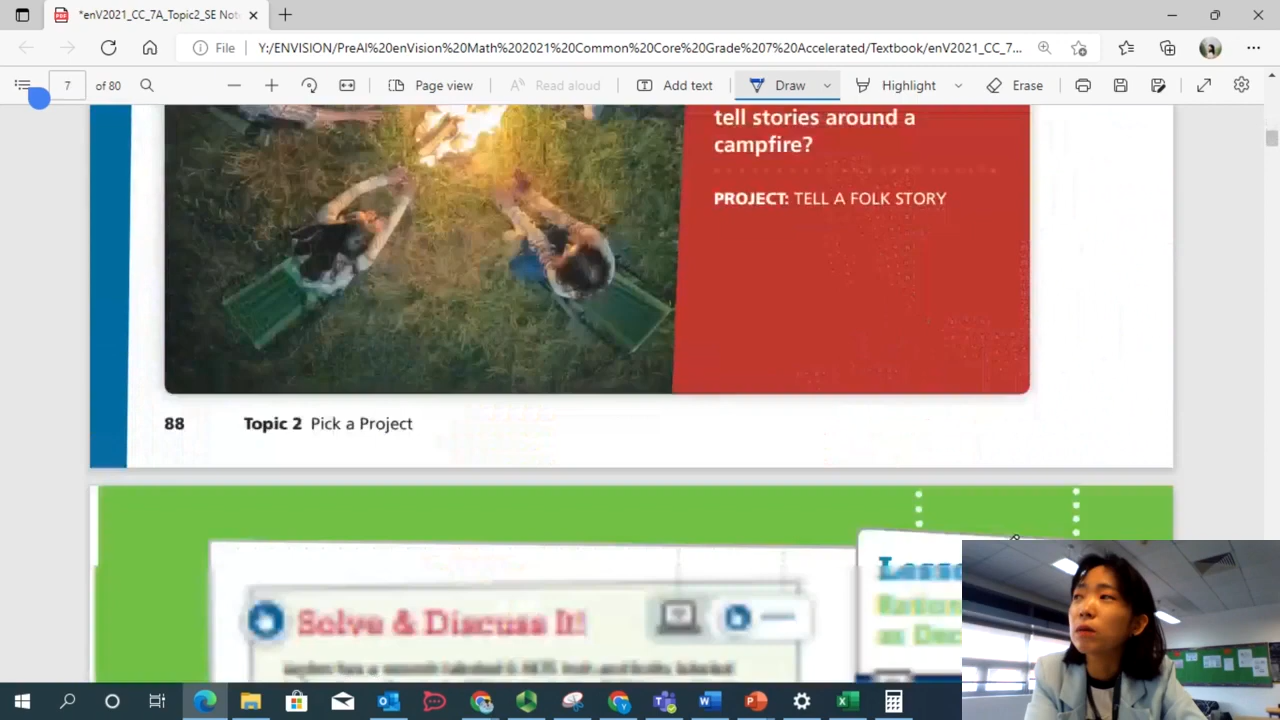 *enV2021_CC_7A_Topic2_SE Not
File
Y:/ENVISION/PreAI%20enVision%20Math%202021%20Common%20Core%20Grade%207%20Accelerated/Textbook/enV2021_CC_7...
7
of 80
Page view
Read aloud
Add text
Draw
Highlight
Erase
tell stories around a
campfire?
PROJECT: TELL A FOLK STORY
88 Topic 2 Pick a Project
Solve & Discuss It!